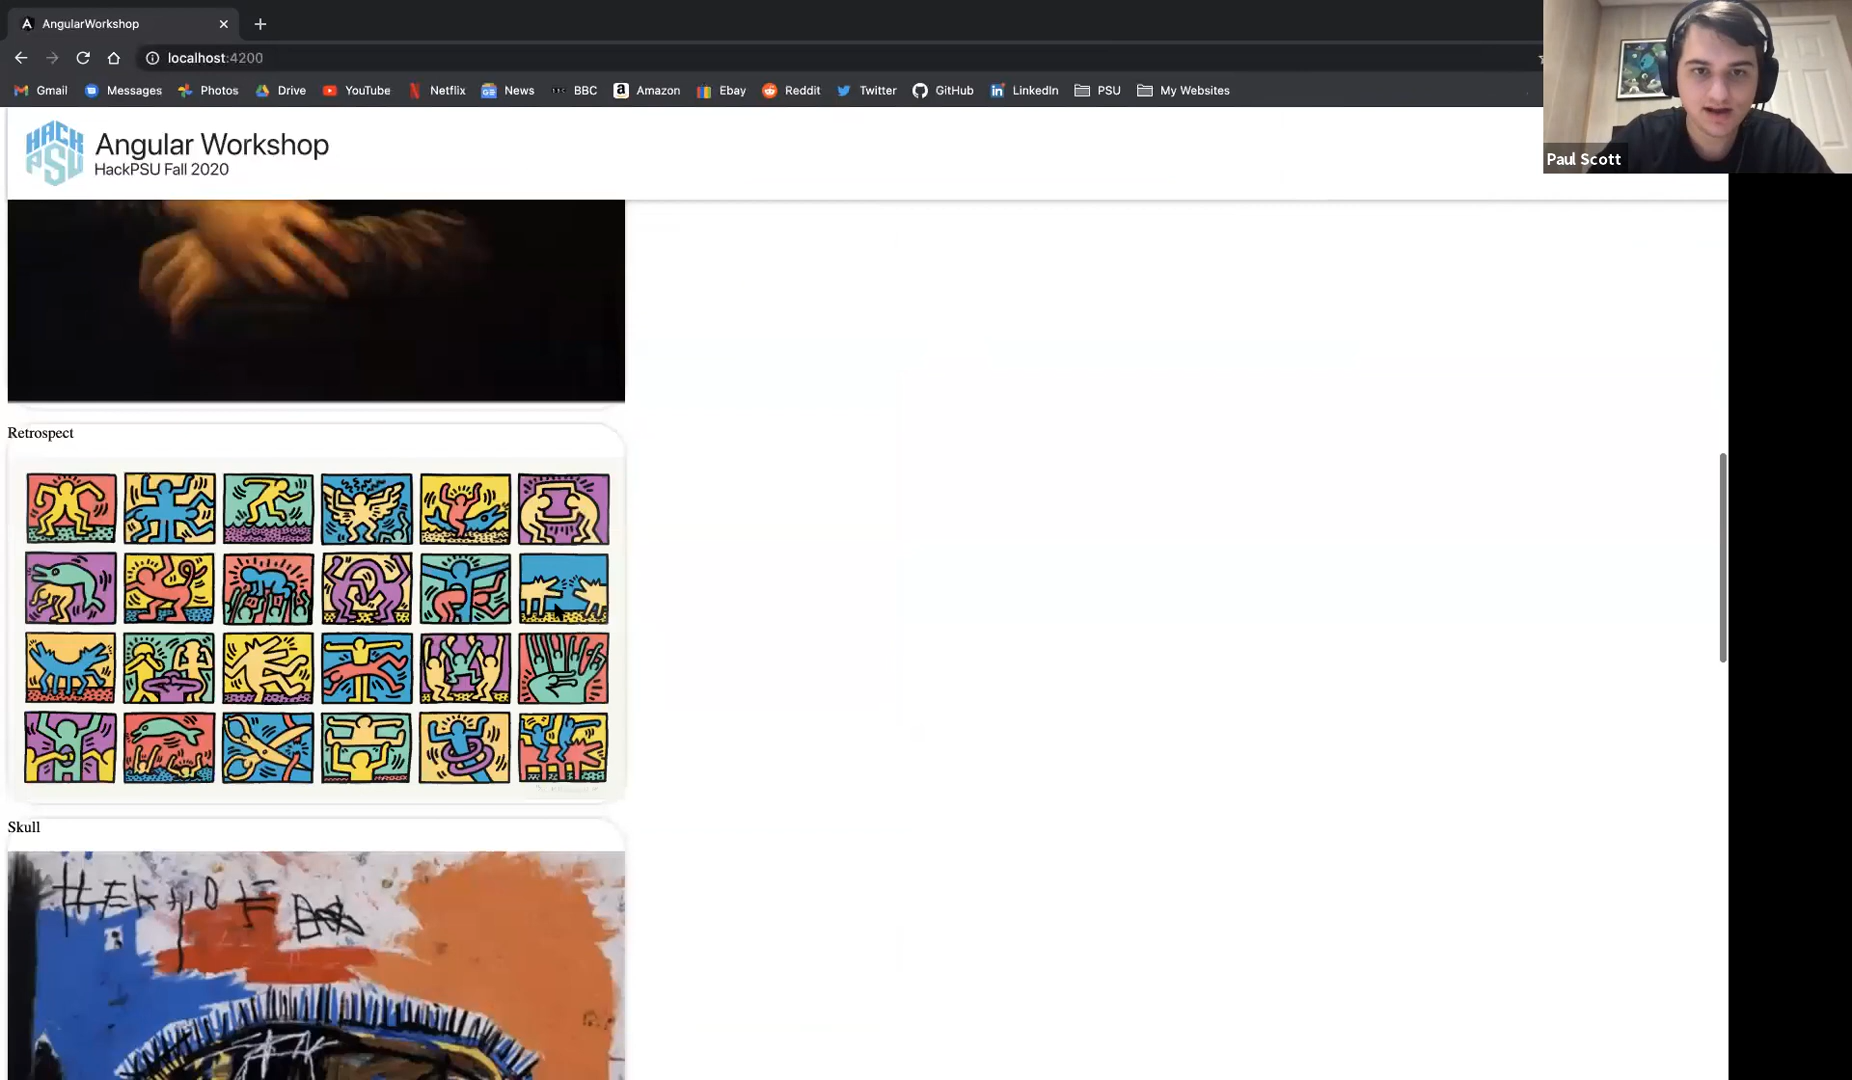 AngularWorkshop
localhost:4200
Gmail Messages Photos Drive YouTube Netflix News BBC Amazon Ebay Reddit Twitter GitHub LinkedIn PSU My Websites
HACK
PSU
Angular Workshop
HackPSU Fall 2020
Paul Scott
Retrospect
Skull